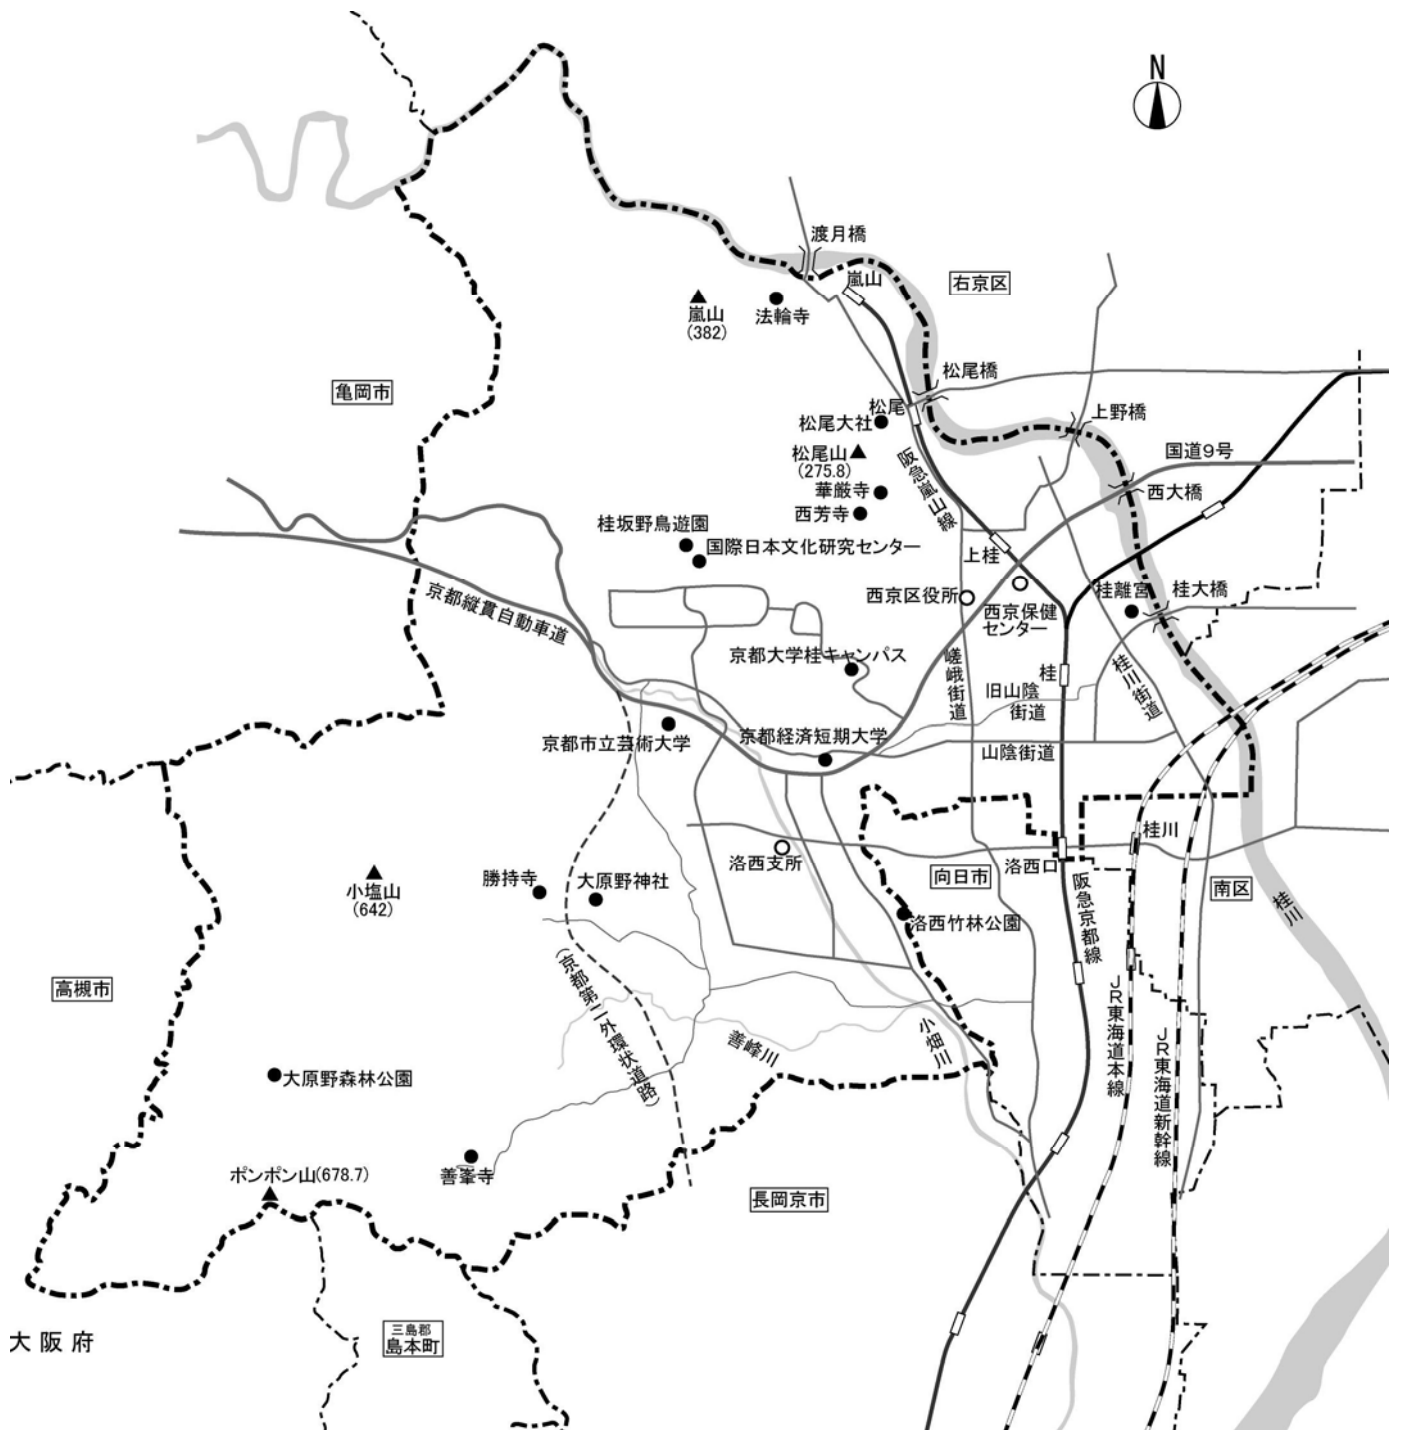 N
渡月橋
嵐山
右京区
嵐山
(382)
法輪寺
亀岡市
松尾橋
松尾
上野橋
松尾大社
松尾山
(275.8)
国道9号
阪急嵐山線
華厳寺
西大橋
西芳寺
桂坂野鳥遊園
国際日本文化研究センター
上桂
京都縦貫自動車道
西京区役所
西京保健
センター
桂離宮
桂大橋
京都大学桂キャンパス
嵯峨街道
桂
桂川街道
旧山陰
街道
京都市立芸術大学
京都経済短期大学
山陰街道
桂川
洛西支所
洛西口
向日市
南区
小塩山
(642)
勝持寺
大原野神社
阪急京都線
桂川
洛西竹林公園
高槻市
(京都第二外環状道路)
JR東海道本線
小畑川
善峰川
JR東海道新幹線
大原野森林公園
ポンポン山(678.7)
善峯寺
長岡京市
大阪府
三島郡
島本町